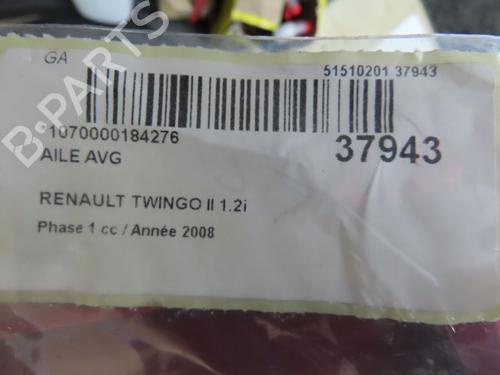 GA
51510201 37943
1070000184276
37943
AILE AVG
RENAULT TWINGO II 1.2i
Phase 1 cc / Année 2008
B-PARTS